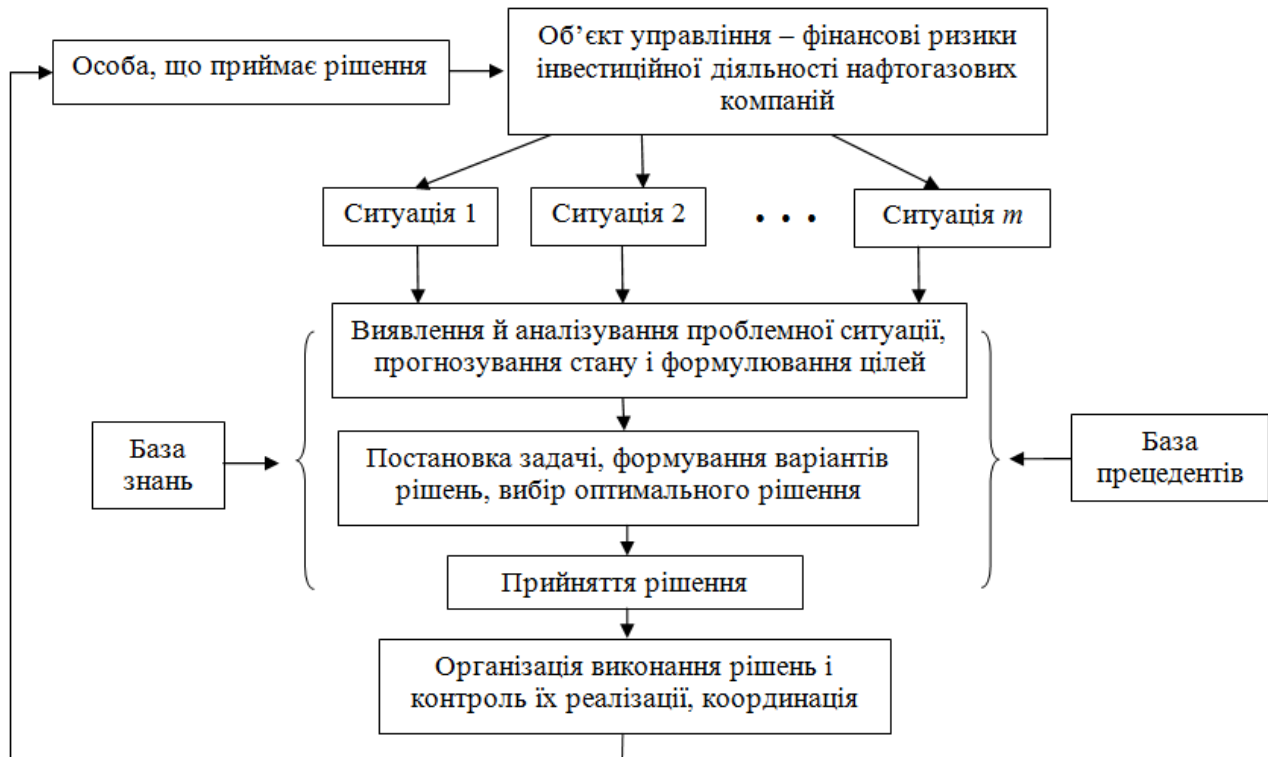 Особа, що приймає рішення
Об’єкт управління – фінансові ризики
інвестиційної діяльності нафтогазових
компаній
Ситуація 1
Ситуація 2
• • •
Ситуація m
Виявлення й аналізування проблемної ситуації,
прогнозування стану і формулювання цілей
База
знань
Постановка задачі, формування варіантів
рішень, вибір оптимального рішення
База
прецедентів
Прийняття рішення
Організація виконання рішень і
контроль їх реалізації, координація